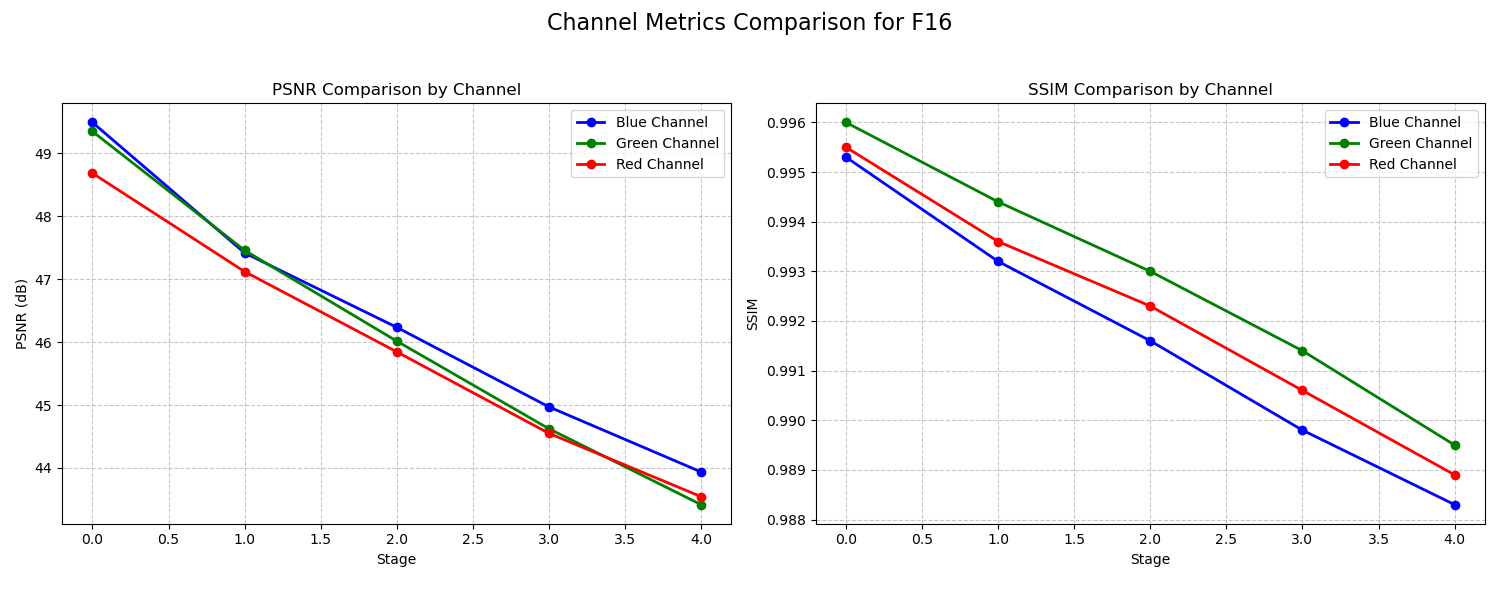 Channel Metrics Comparison for F16
PSNR Comparison by Channel
Blue Channel
Green Channel
Red Channel
PSNR (dB)
49
48
47
46
45
44
0.0 0.5 1.0 1.5 2.0 2.5 3.0 3.5 4.0
Stage
SSIM Comparison by Channel
Blue Channel
Green Channel
Red Channel
SSIM
0.996
0.995
0.994
0.993
0.992
0.991
0.990
0.989
0.988
0.0 0.5 1.0 1.5 2.0 2.5 3.0 3.5 4.0
Stage